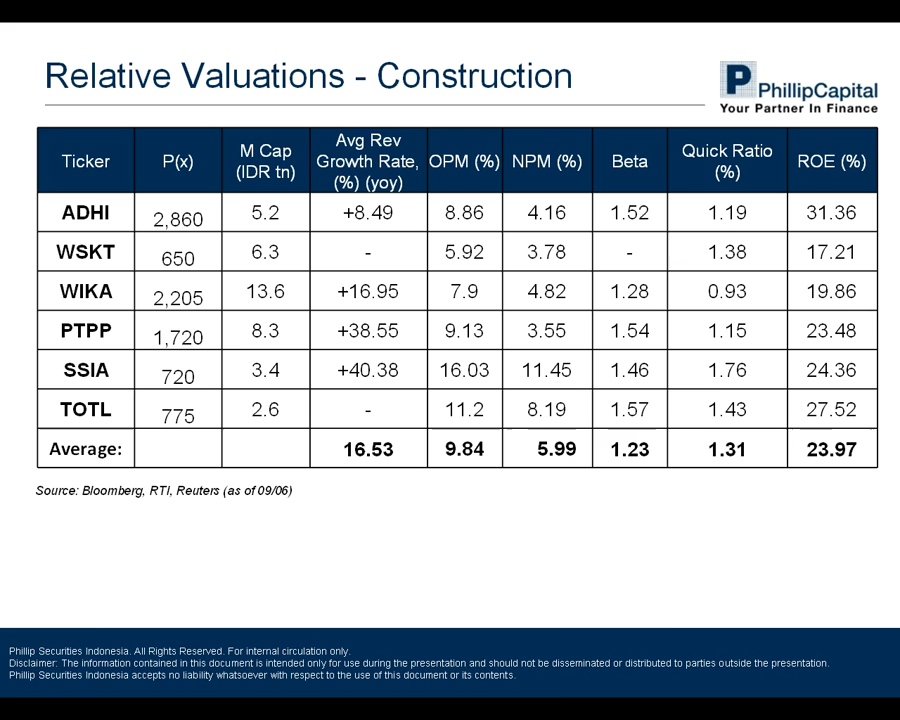 Relative Valuations - Construction
P PhillipCapital
Your Partner In Finance
Ticker P(x) M Cap (IDR tn) Avg Rev Growth Rate, (%) (yoy) OPM (%) NPM (%) Beta Quick Ratio (%) ROE (%)
ADHI 2,860 5.2 +8.49 8.86 4.16 1.52 1.19 31.36
WSKT 650 6.3 - 5.92 3.78 - 1.38 17.21
WIKA 2,205 13.6 +16.95 7.9 4.82 1.28 0.93 19.86
PTPP 1,720 8.3 +38.55 9.13 3.55 1.54 1.15 23.48
SSIA 720 3.4 +40.38 16.03 11.45 1.46 1.76 24.36
TOTL 775 2.6 - 11.2 8.19 1.57 1.43 27.52
Average: 16.53 9.84 5.99 1.23 1.31 23.97
Source: Bloomberg, RTI, Reuters (as of 09/06)
Phillip Securities Indonesia. All Rights Reserved. For internal circulation only.
Disclaimer: The information contained in this document is intended only for use during the presentation and should not be disseminated or distributed to parties outside the presentation.
Phillip Securities Indonesia accepts no liability whatsoever with respect to the use of this document or its contents.